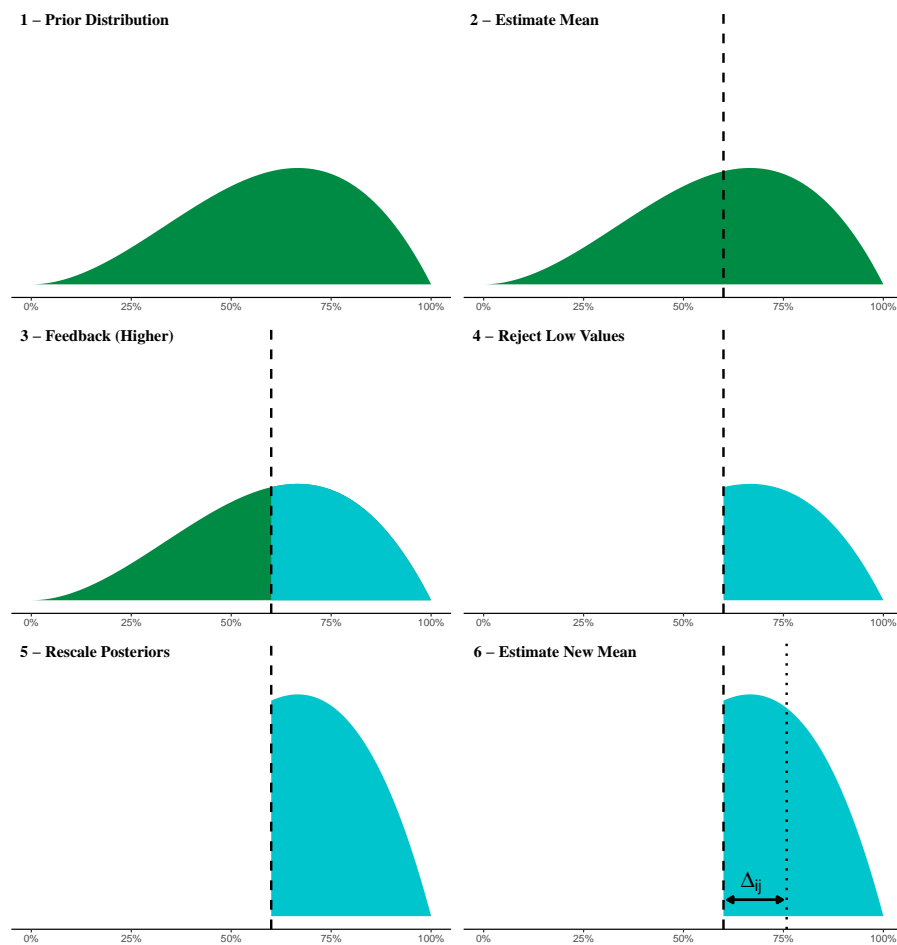 1 – Prior Distribution
2 – Estimate Mean
0% 25% 50% 75% 100%
0% 25% 50% 75% 100%
3 – Feedback (Higher)
4 – Reject Low Values
0% 25% 50% 75% 100%
0% 25% 50% 75% 100%
5 – Rescale Posteriors
6 – Estimate New Mean
Δij
0% 25% 50% 75% 100%
0% 25% 50% 75% 100%